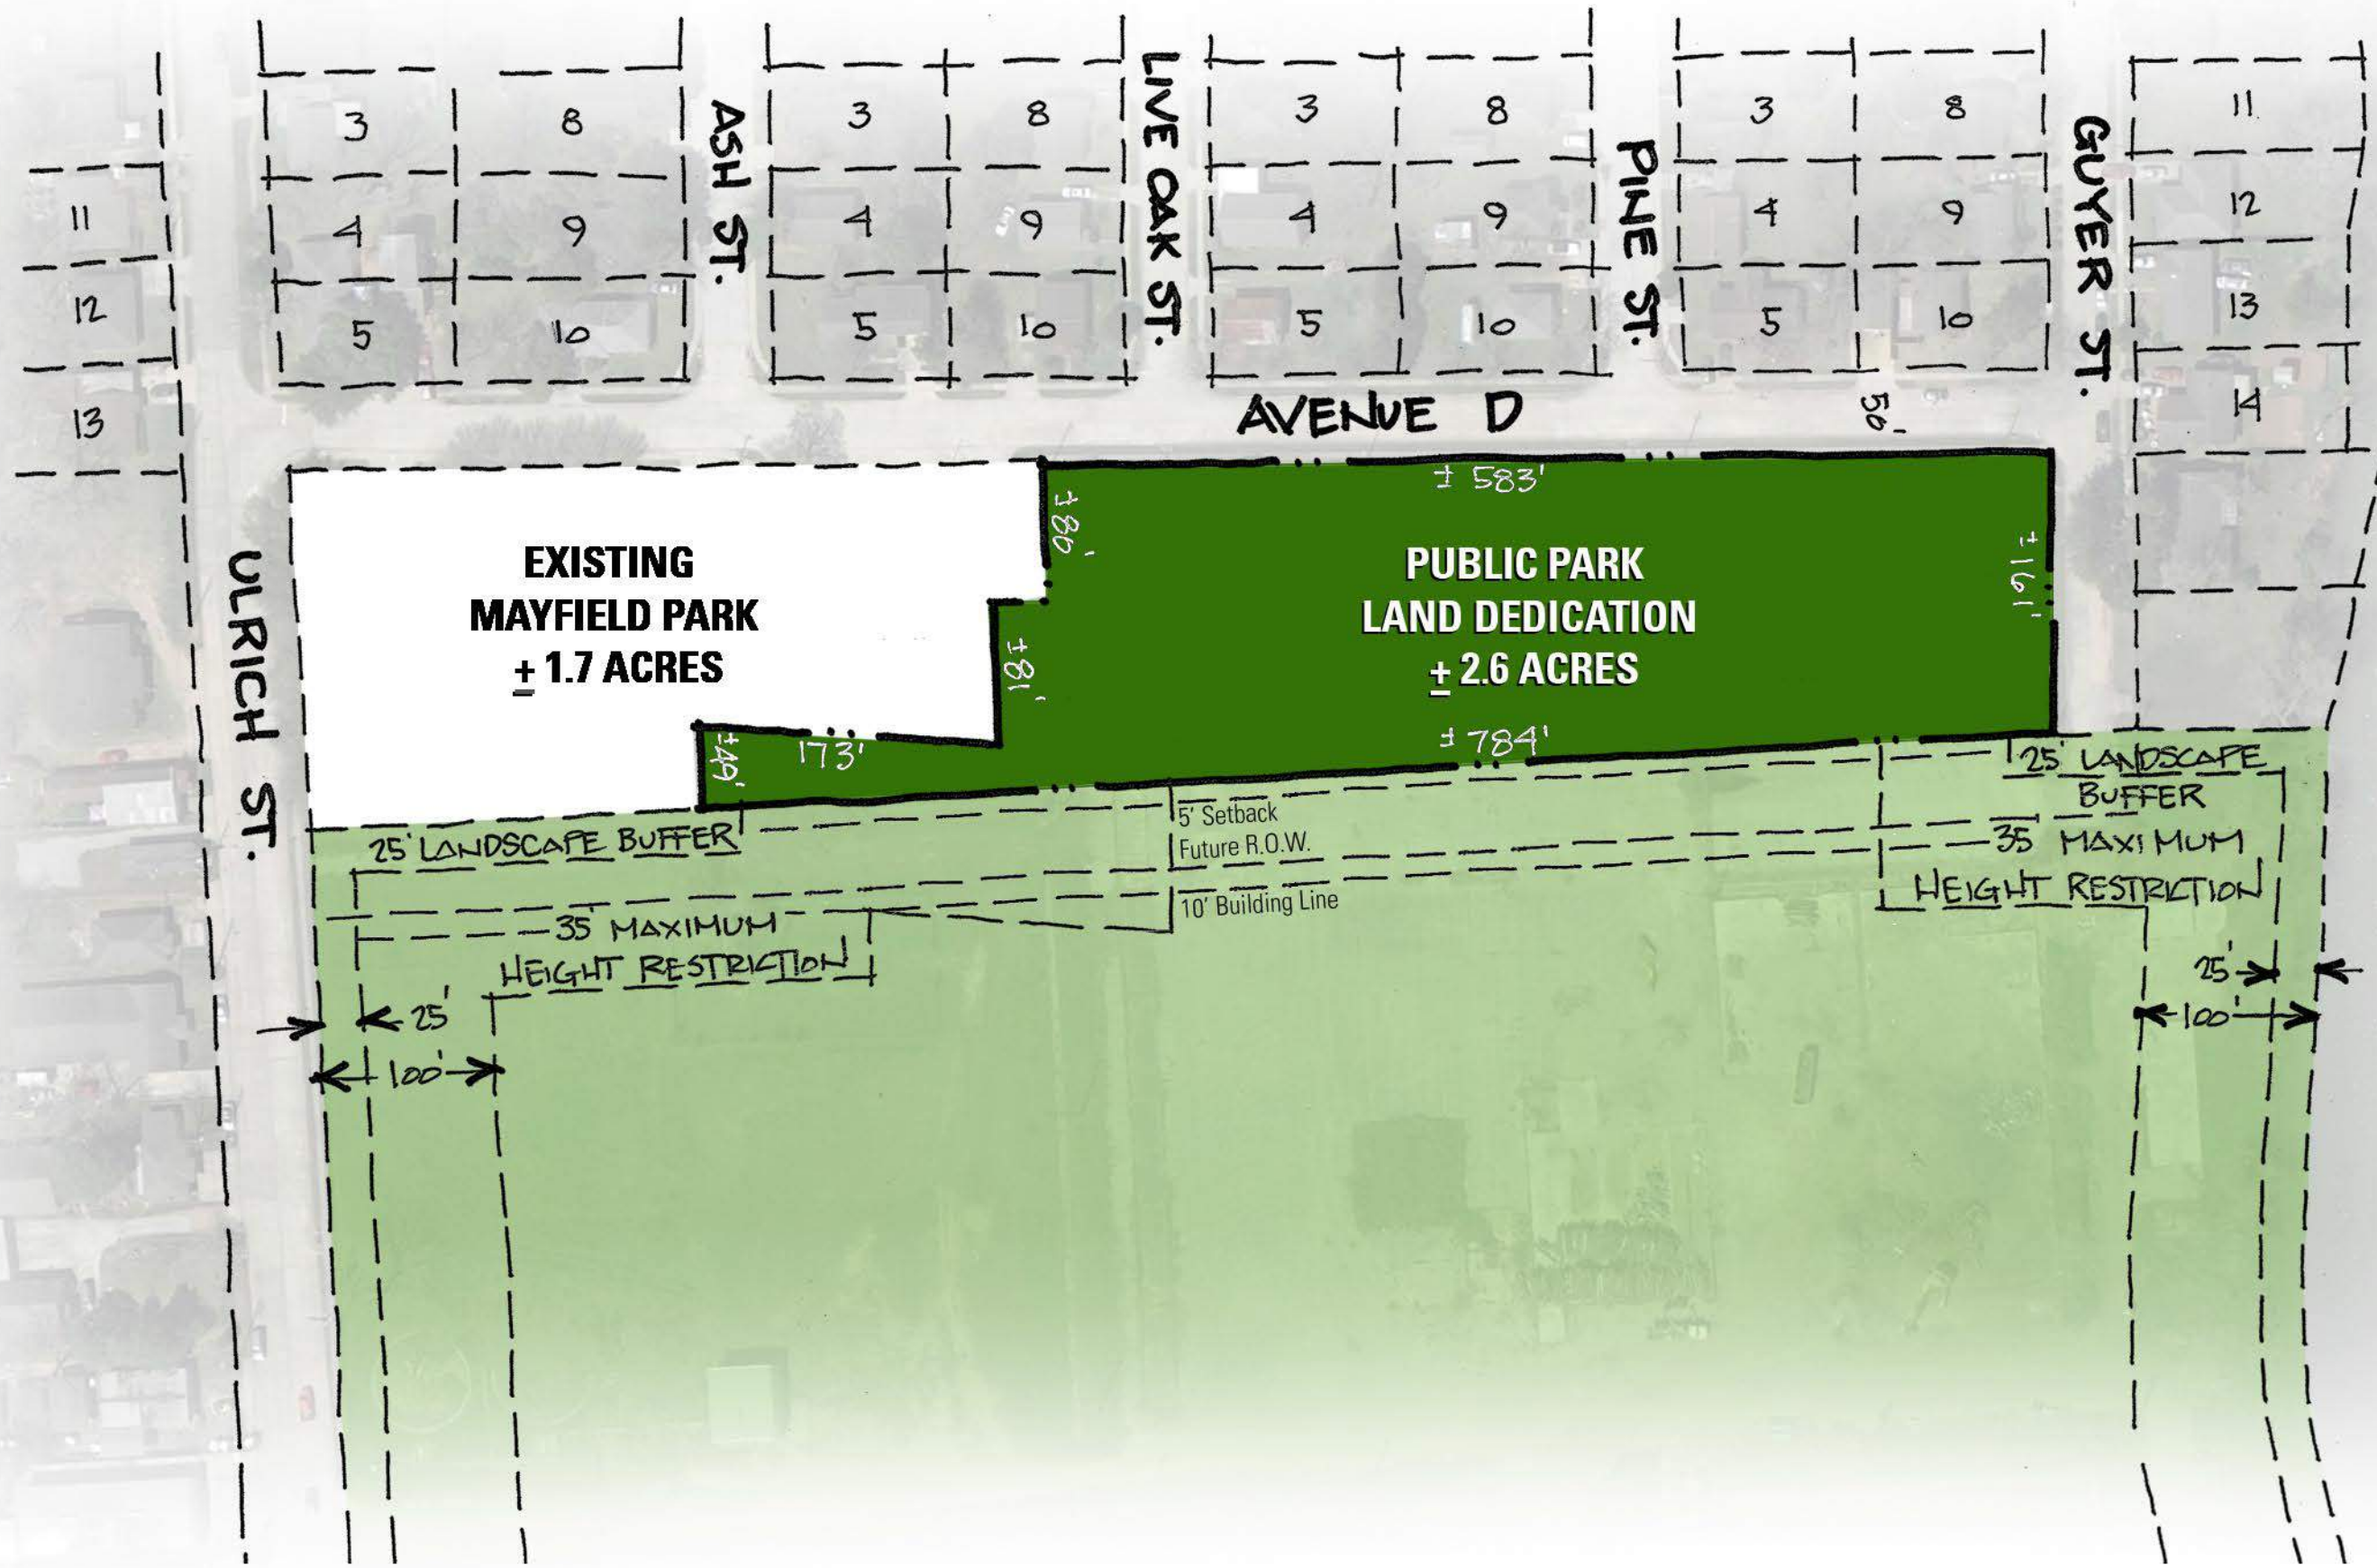 3
8
3
8
3
8
3
8
11
4
9
4
9
4
9
4
9
12
5
10
5
10
5
10
5
10
13
14
11
12
13
ASH ST.
LIVE OAK ST.
PINE ST.
GUYER ST.
ULRICH ST.
AVENUE D
50'
± 583'
±80'
±161'
EXISTING
MAYFIELD PARK
± 1.7 ACRES
PUBLIC PARK
LAND DEDICATION
± 2.6 ACRES
±81'
±49'
173'
± 784'
25' LANDSCAPE BUFFER
5' Setback
Future R.O.W.
10' Building Line
25' LANDSCAPE
BUFFER
35' MAXIMUM
HEIGHT RESTRICTION
35' MAXIMUM
HEIGHT RESTRICTION
25'
100'
25'
100'